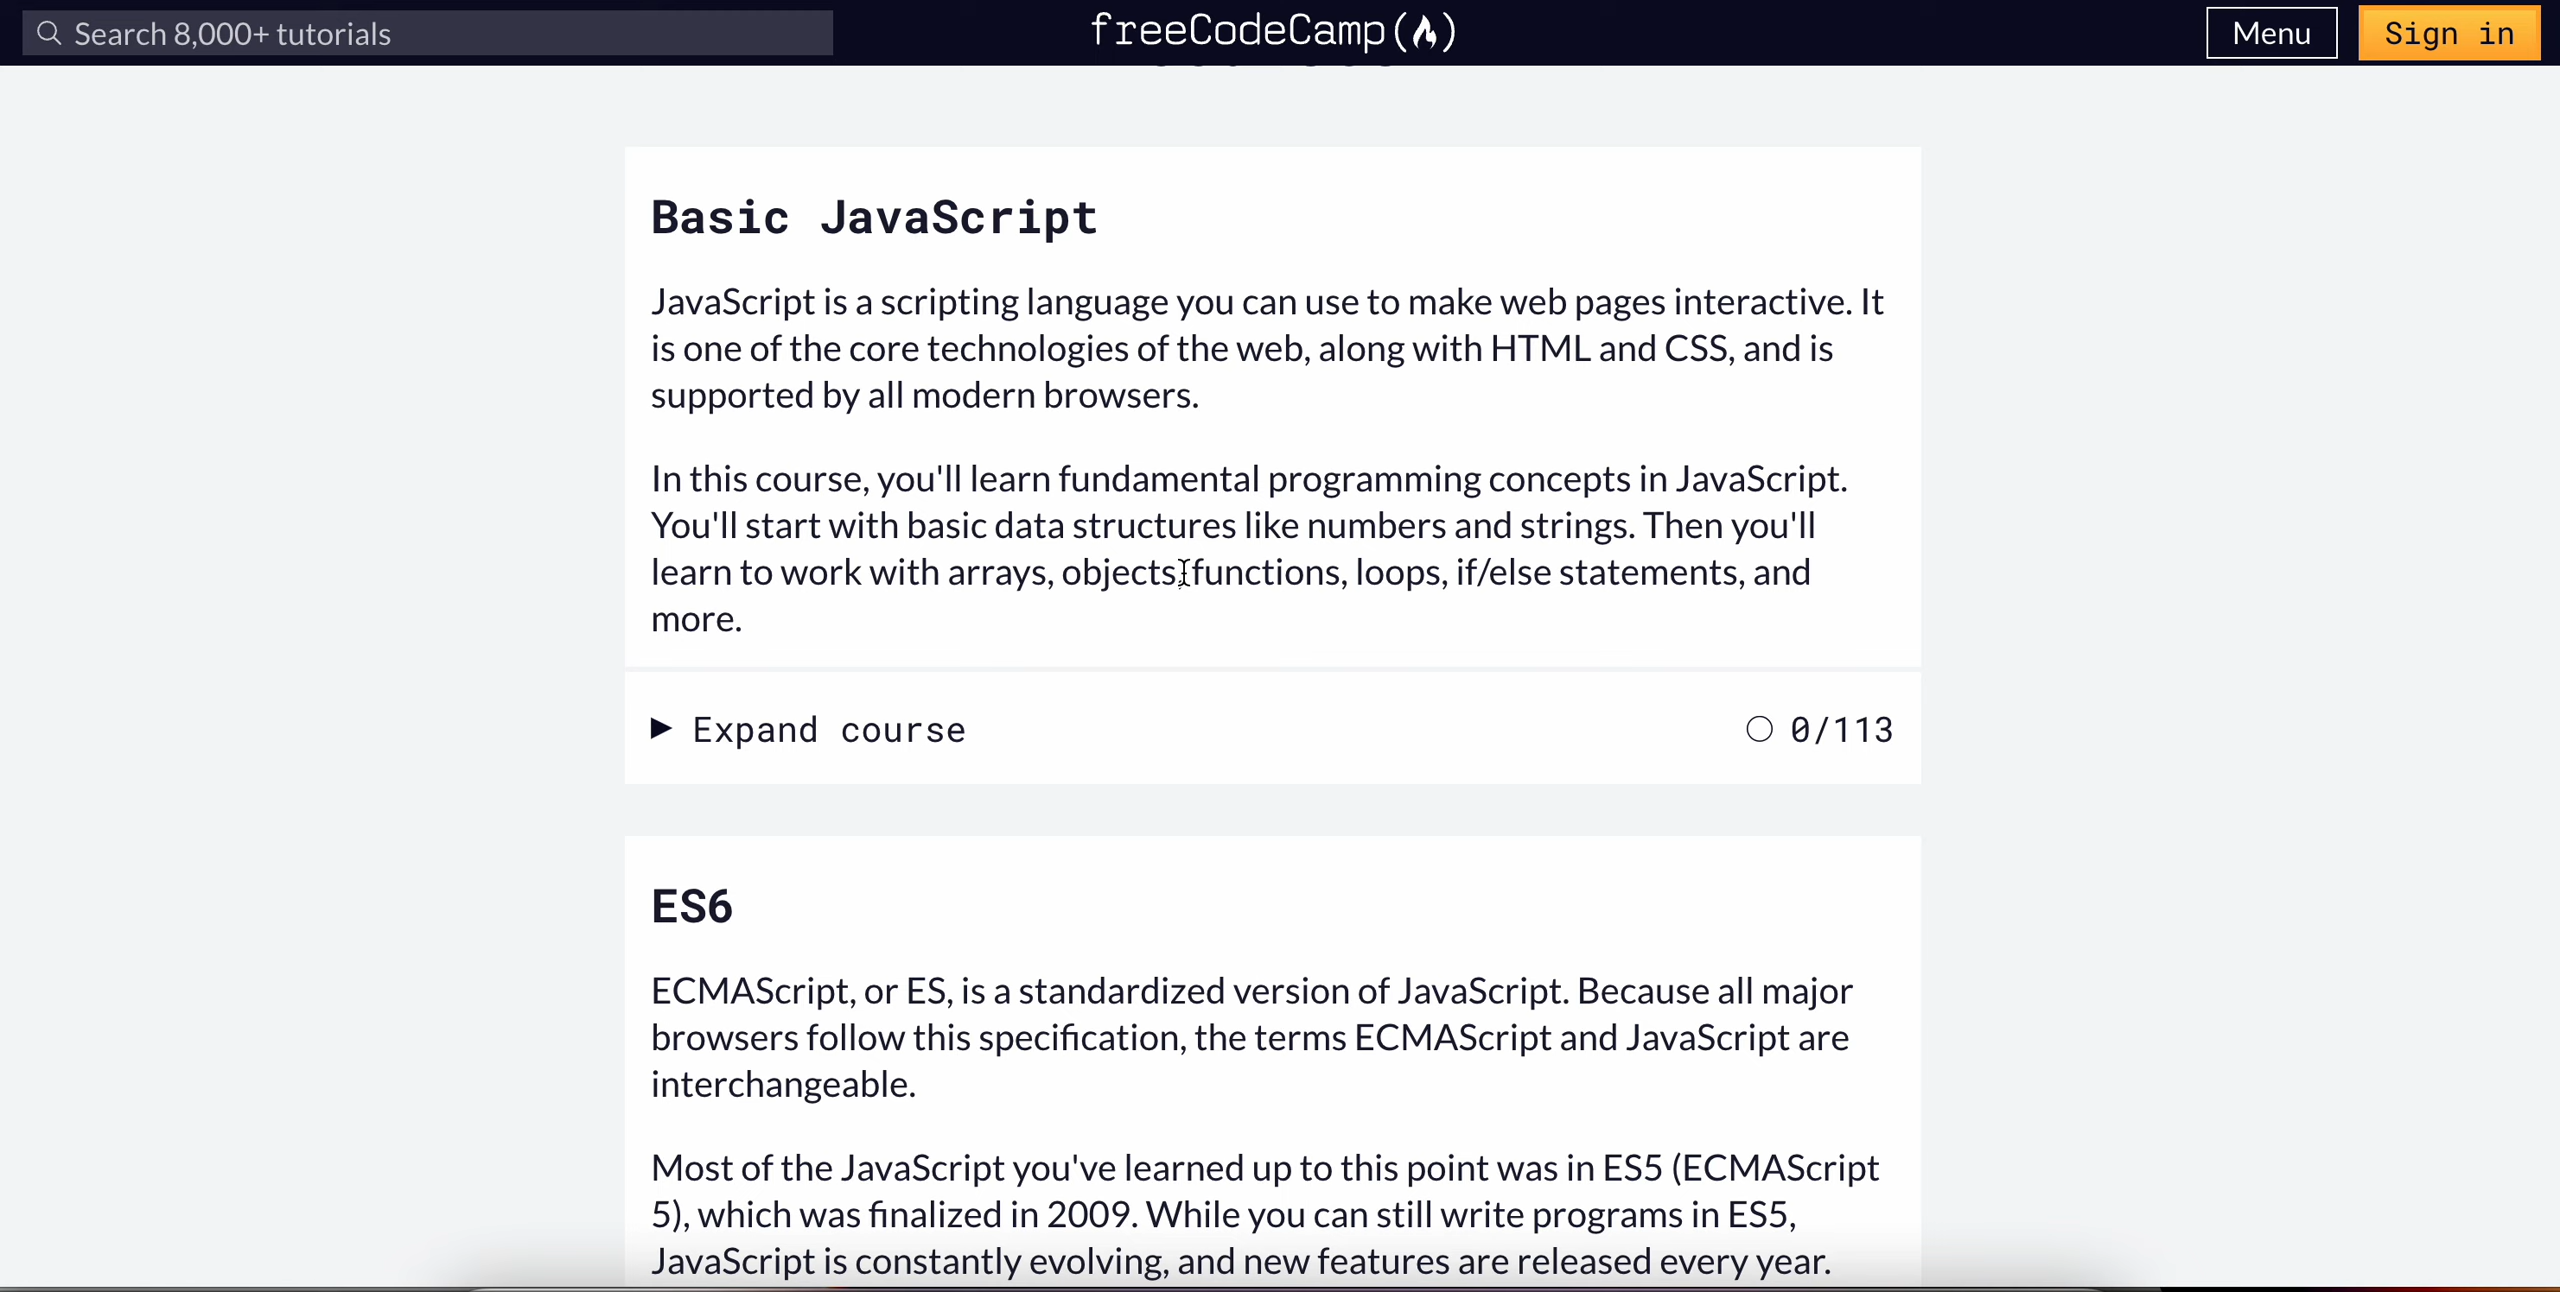 Search 8,000+ tutorials
freeCodeCamp
Menu
Sign in
Basic JavaScript
JavaScript is a scripting language you can use to make web pages interactive. It
is one of the core technologies of the web, along with HTML and CSS, and is
supported by all modern browsers.
In this course, you'll learn fundamental programming concepts in JavaScript.
You'll start with basic data structures like numbers and strings. Then you'll
learn to work with arrays, objects, functions, loops, if/else statements, and
more.
Expand course
0/113
ES6
ECMAScript, or ES, is a standardized version of JavaScript. Because all major
browsers follow this specification, the terms ECMAScript and JavaScript are
interchangeable.
Most of the JavaScript you've learned up to this point was in ES5 (ECMAScript
5), which was finalized in 2009. While you can still write programs in ES5,
JavaScript is constantly evolving, and new features are released every year.